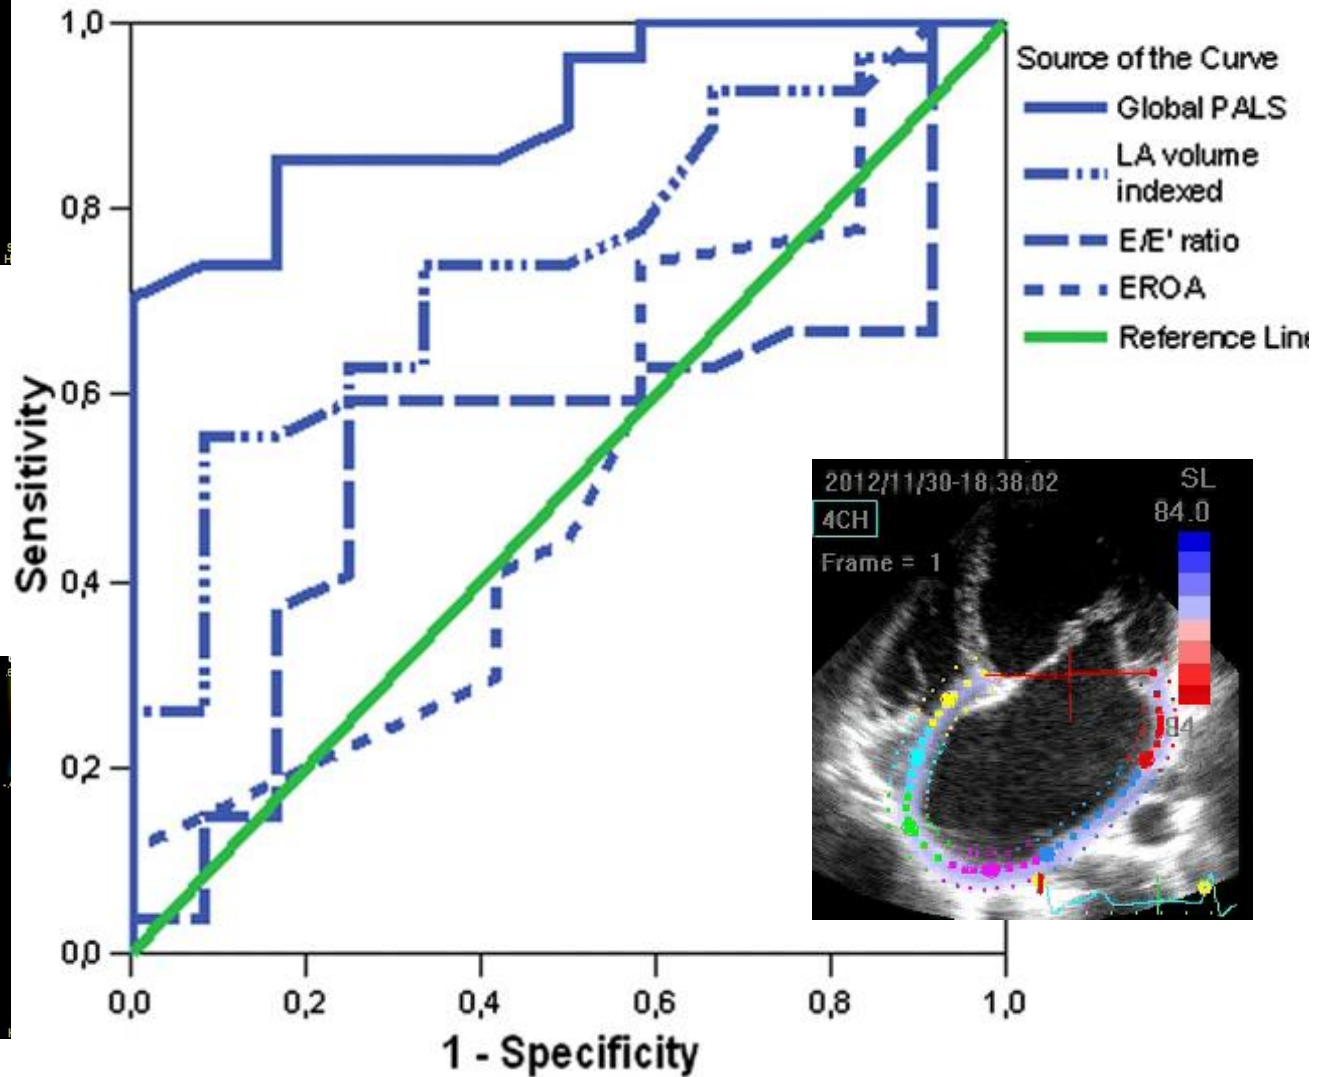 1,0
0,8
0,6
0,4
0,2
0,0
Sensitivity
0,0
0,2
0,4
0,6
0,8
1,0
1 - Specificity
Source of the Curve
Global PALS
LA volume
indexed
E/E' ratio
EROA
Reference Line
2012/11/30-18.38.02
SL
4CH
84.0
Frame = 1
84